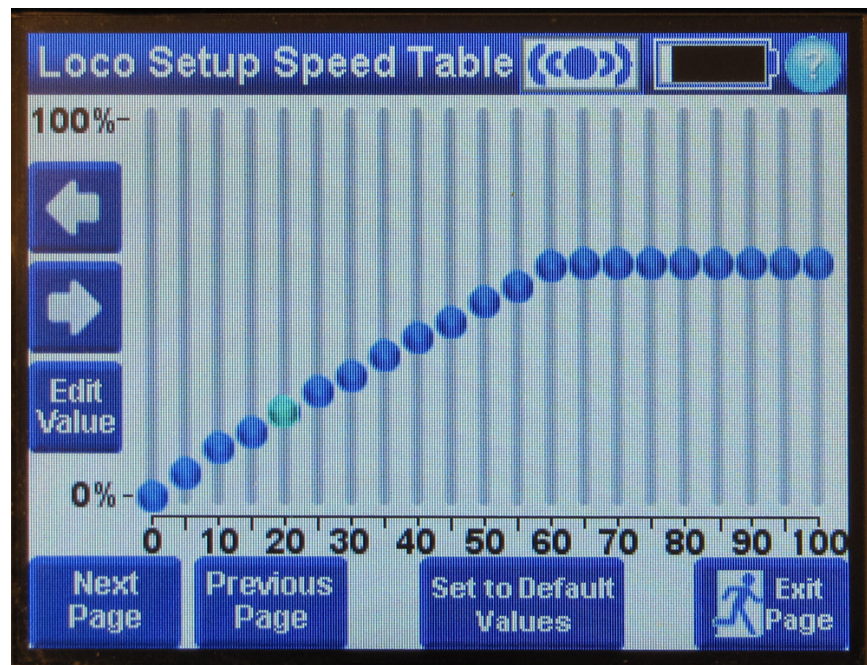 Loco Setup Speed Table ?
100%
Edit
Value
0%
0 10 20 30 40 50 60 70 80 90 100
Next
Page
Previous
Page
Set to Default
Values
Exit
Page